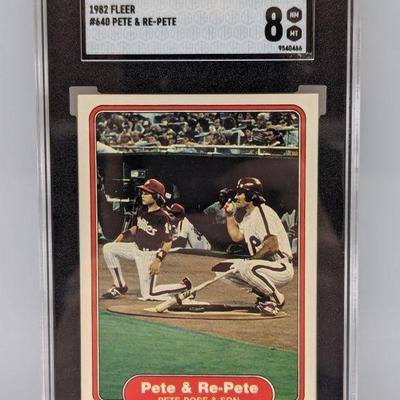 1982 FLEER
#640 PETE & RE-PETE
8
NM
MT
9540466
Pete & Re-Pete
PETE ROSE & SON